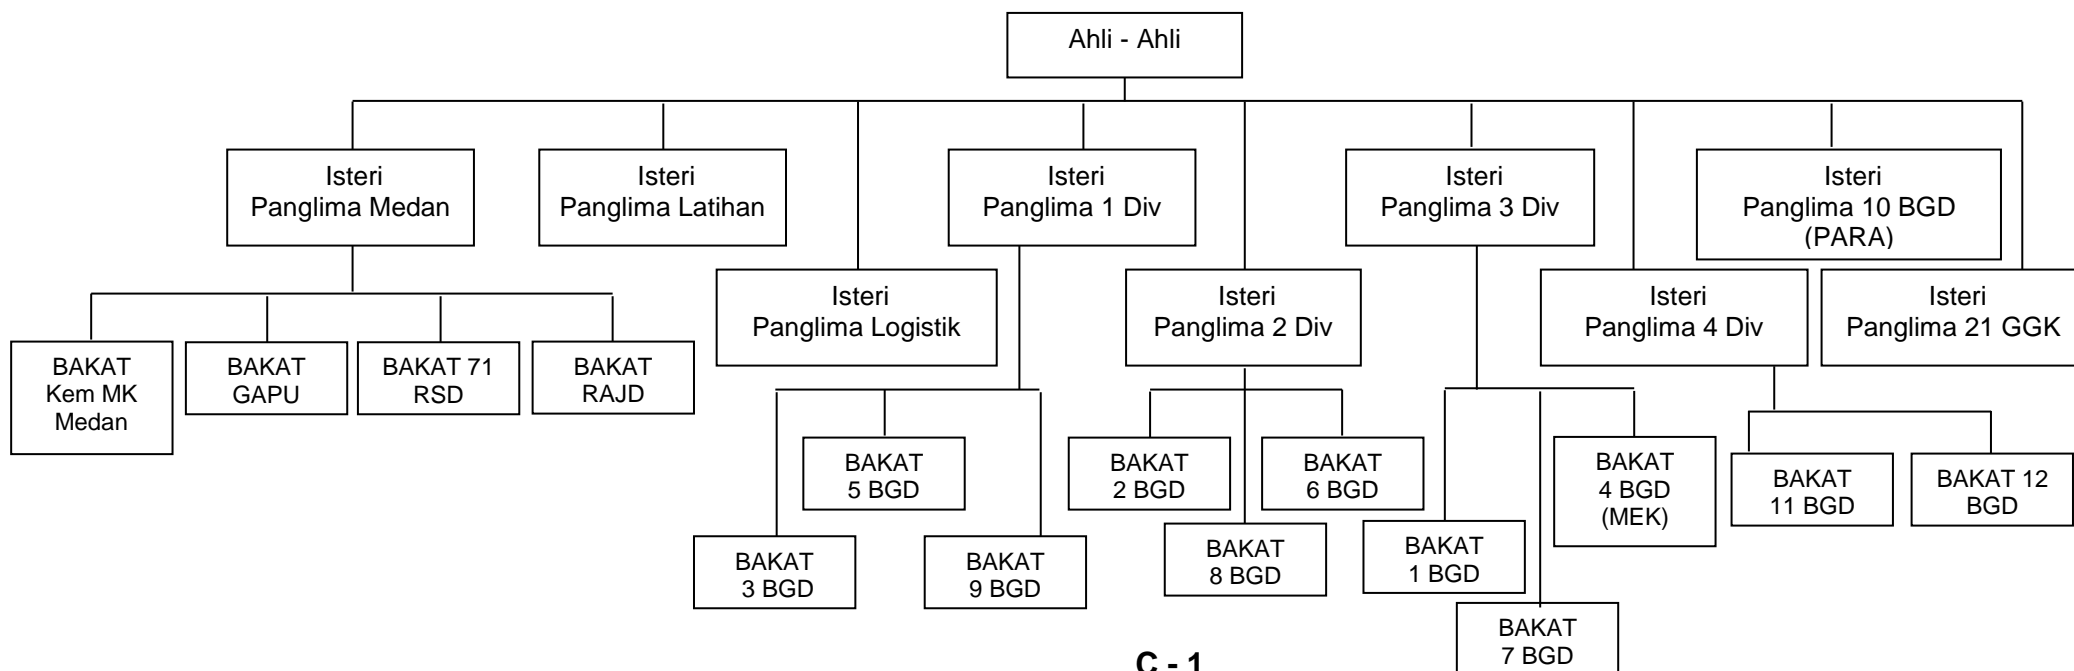 Ahli - Ahli
Isteri
Panglima Medan
Isteri
Panglima Latihan
Isteri
Panglima 1 Div
Isteri
Panglima 3 Div
Isteri
Panglima 10 BGD
(PARA)
Isteri
Panglima Logistik
Isteri
Panglima 2 Div
Isteri
Panglima 4 Div
Isteri
Panglima 21 GGK
BAKAT
Kem MK
Medan
BAKAT
GAPU
BAKAT 71
RSD
BAKAT
RAJD
BAKAT
5 BGD
BAKAT
2 BGD
BAKAT
6 BGD
BAKAT
4 BGD
(MEK)
BAKAT
11 BGD
BAKAT 12
BGD
BAKAT
3 BGD
BAKAT
9 BGD
BAKAT
8 BGD
BAKAT
1 BGD
BAKAT
7 BGD
C - 1